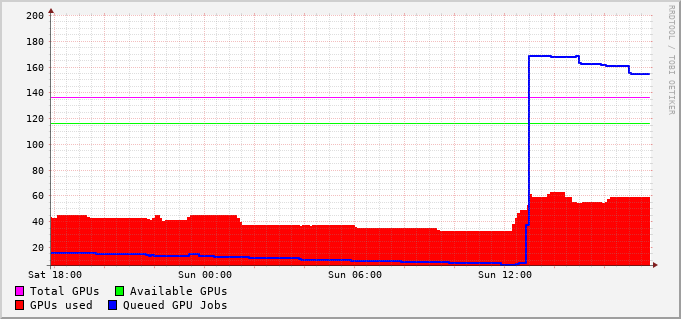 200
180
160
140
120
100
80
60
40
20
Sat 18:00 Sun 00:00 Sun 06:00 Sun 12:00
Total GPUs Available GPUs
GPUs used Queued GPU Jobs
RRDTOOL / TOBI OETIKER